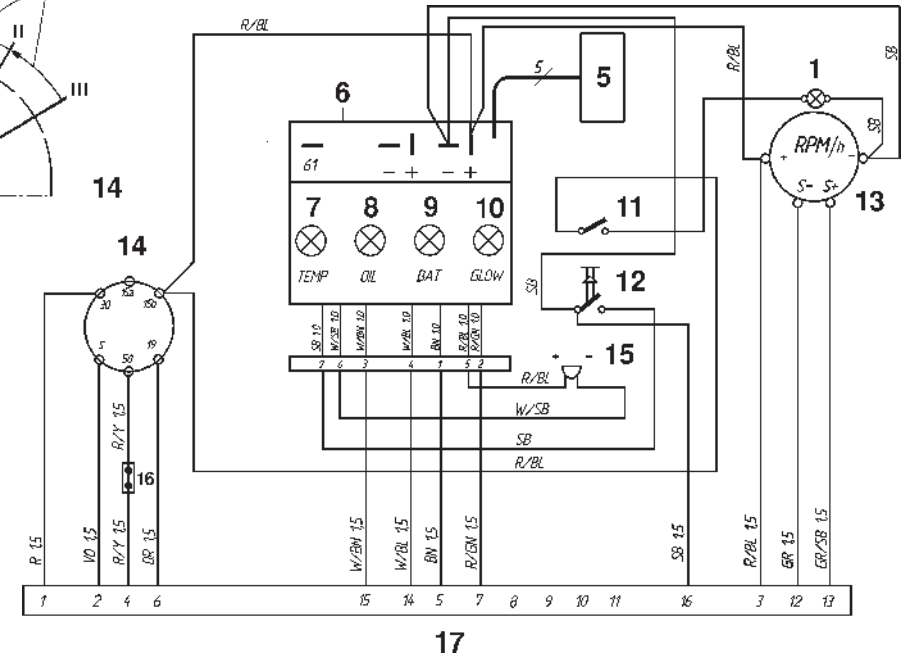 II
III
14
14
R/BL
6
5
5
R/BL
SB
1
SB
RPM/h
+ -
S- S+
13
61
- + - +
7 8 9 10
TEMP OIL BAT GLOW
11
SB
12
30 15a 15b
5 50 19
SB 1.0
W/SB 1.0
W/BN 1.0
W/BL 1.0
BN 1.0
R/BL 1.0
R/GN 1.0
7 6 3 4 1 5 2
+ - 15
R/BL
W/SB
SB
R/BL
R/Y 1,5
16
R 1,5
VO 1,5
R/Y 1,5
OR 1,5
W/BN 1,5
W/BL 1,5
BN 1,5
R/GN 1,5
SB 1,5
R/BL 1,5
GR 1,5
GR/SB 1,5
1 2 4 6 15 14 5 7 8 9 10 11 16 3 12 13
17